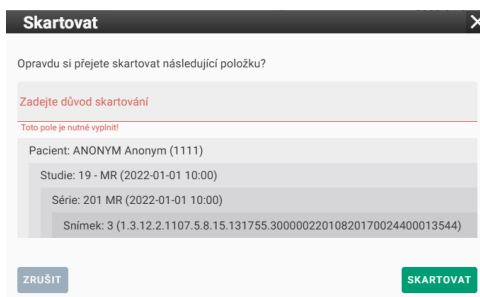 Skartovat
Opravdu si přejete skartovat následující položku?
Zadejte důvod skartování
Toto pole je nutné vyplnit!
Pacient: ANONYM Anonym (1111)
Studie: 19 - MR (2022-01-01 10:00)
Série: 201 MR (2022-01-01 10:00)
Snímek: 3 (1.3.12.2.1107.5.8.15.131755.30000022010820170024400013544)
ZRUŠIT
SKARTOVAT